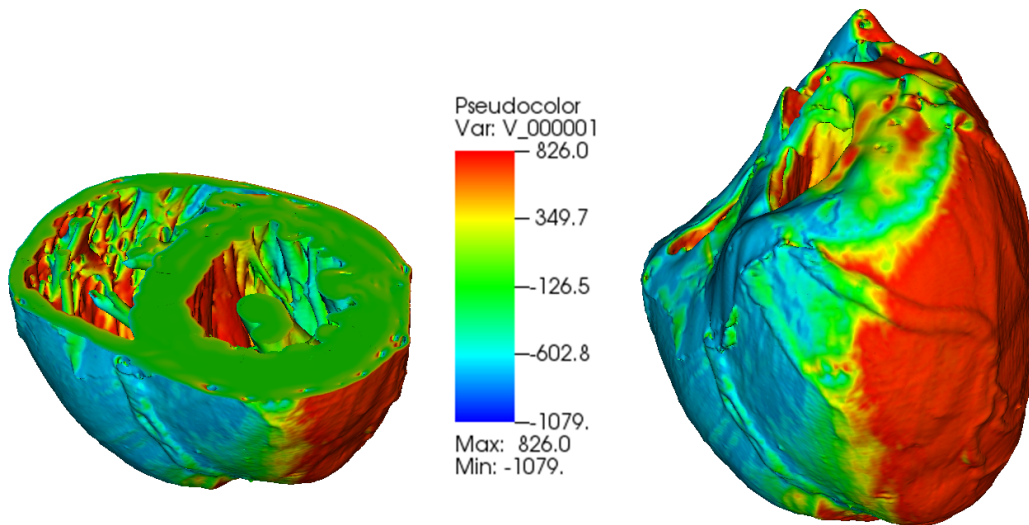 Pseudocolor
Var: V_000001
826.0
349.7
-126.5
-602.8
-1079.
Max: 826.0
Min: -1079.